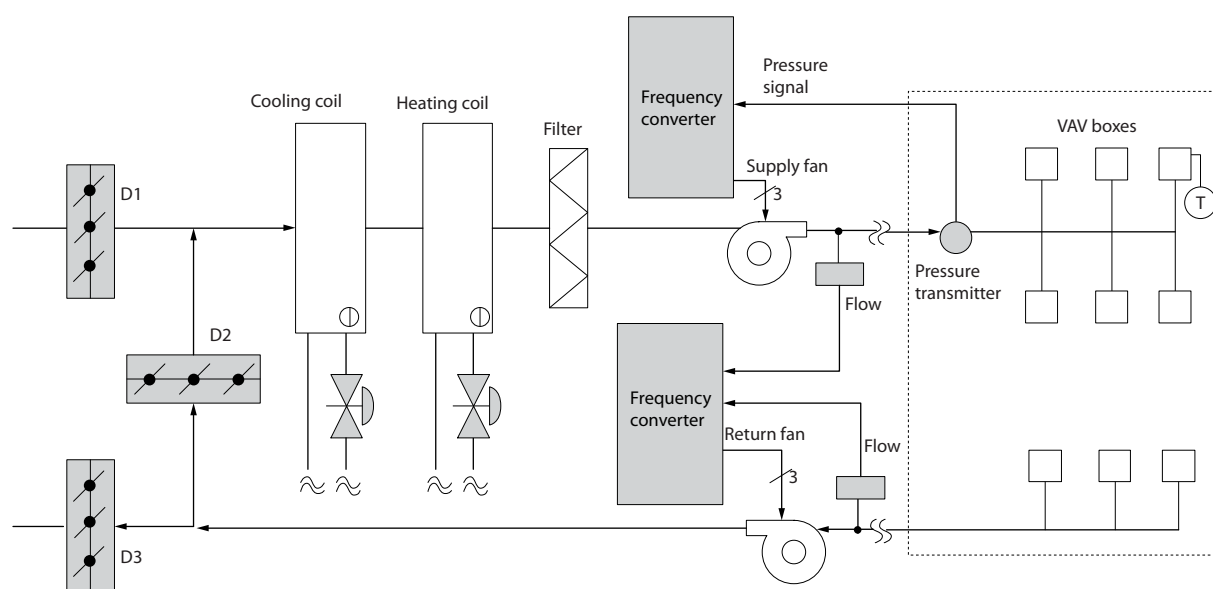 Cooling coil
Heating coil
Filter
Frequency
converter
Pressure
signal
VAV boxes
D1
Supply fan
3
T
Pressure
transmitter
Flow
D2
Frequency
converter
Return fan
Flow
3
D3